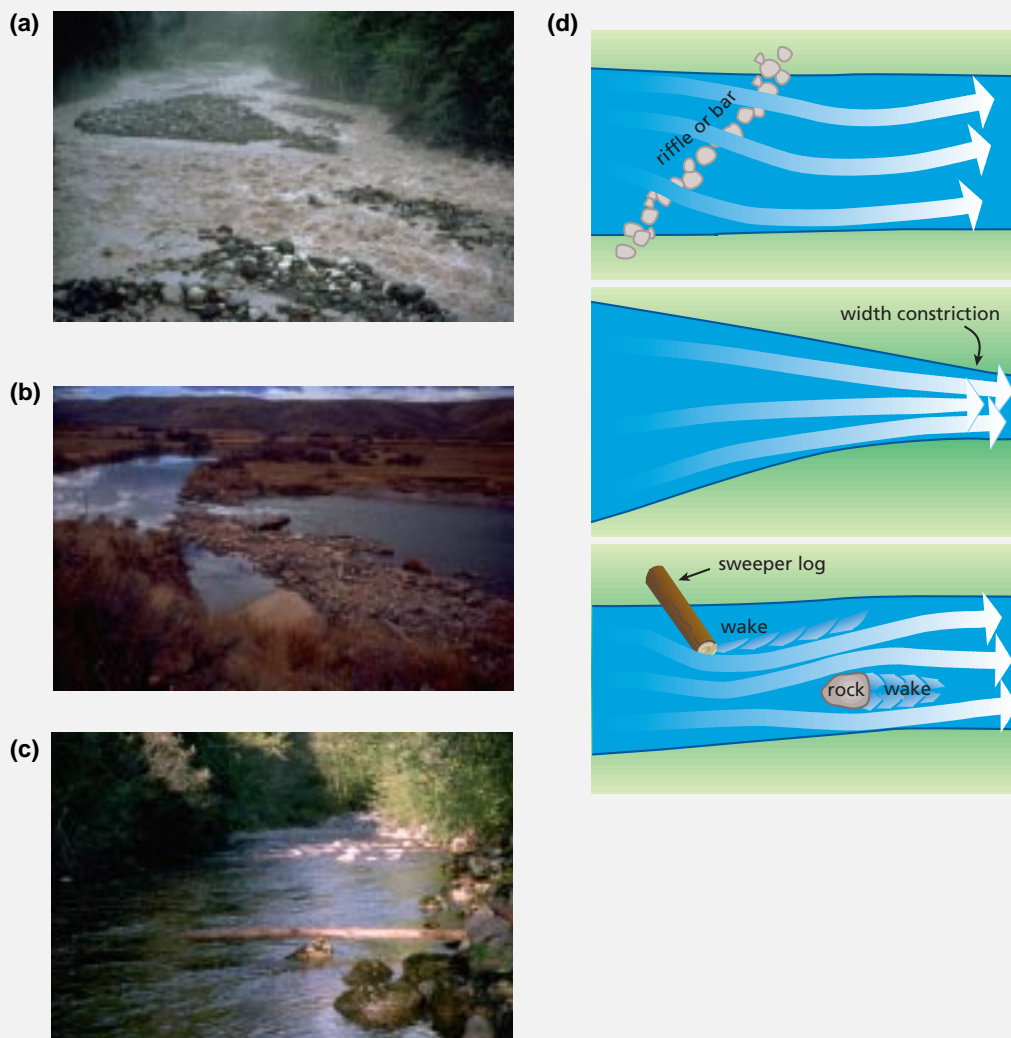 (a)
(b)
(c)
(d)
riffle or bar
width constriction
sweeper log
wake
rock
wake